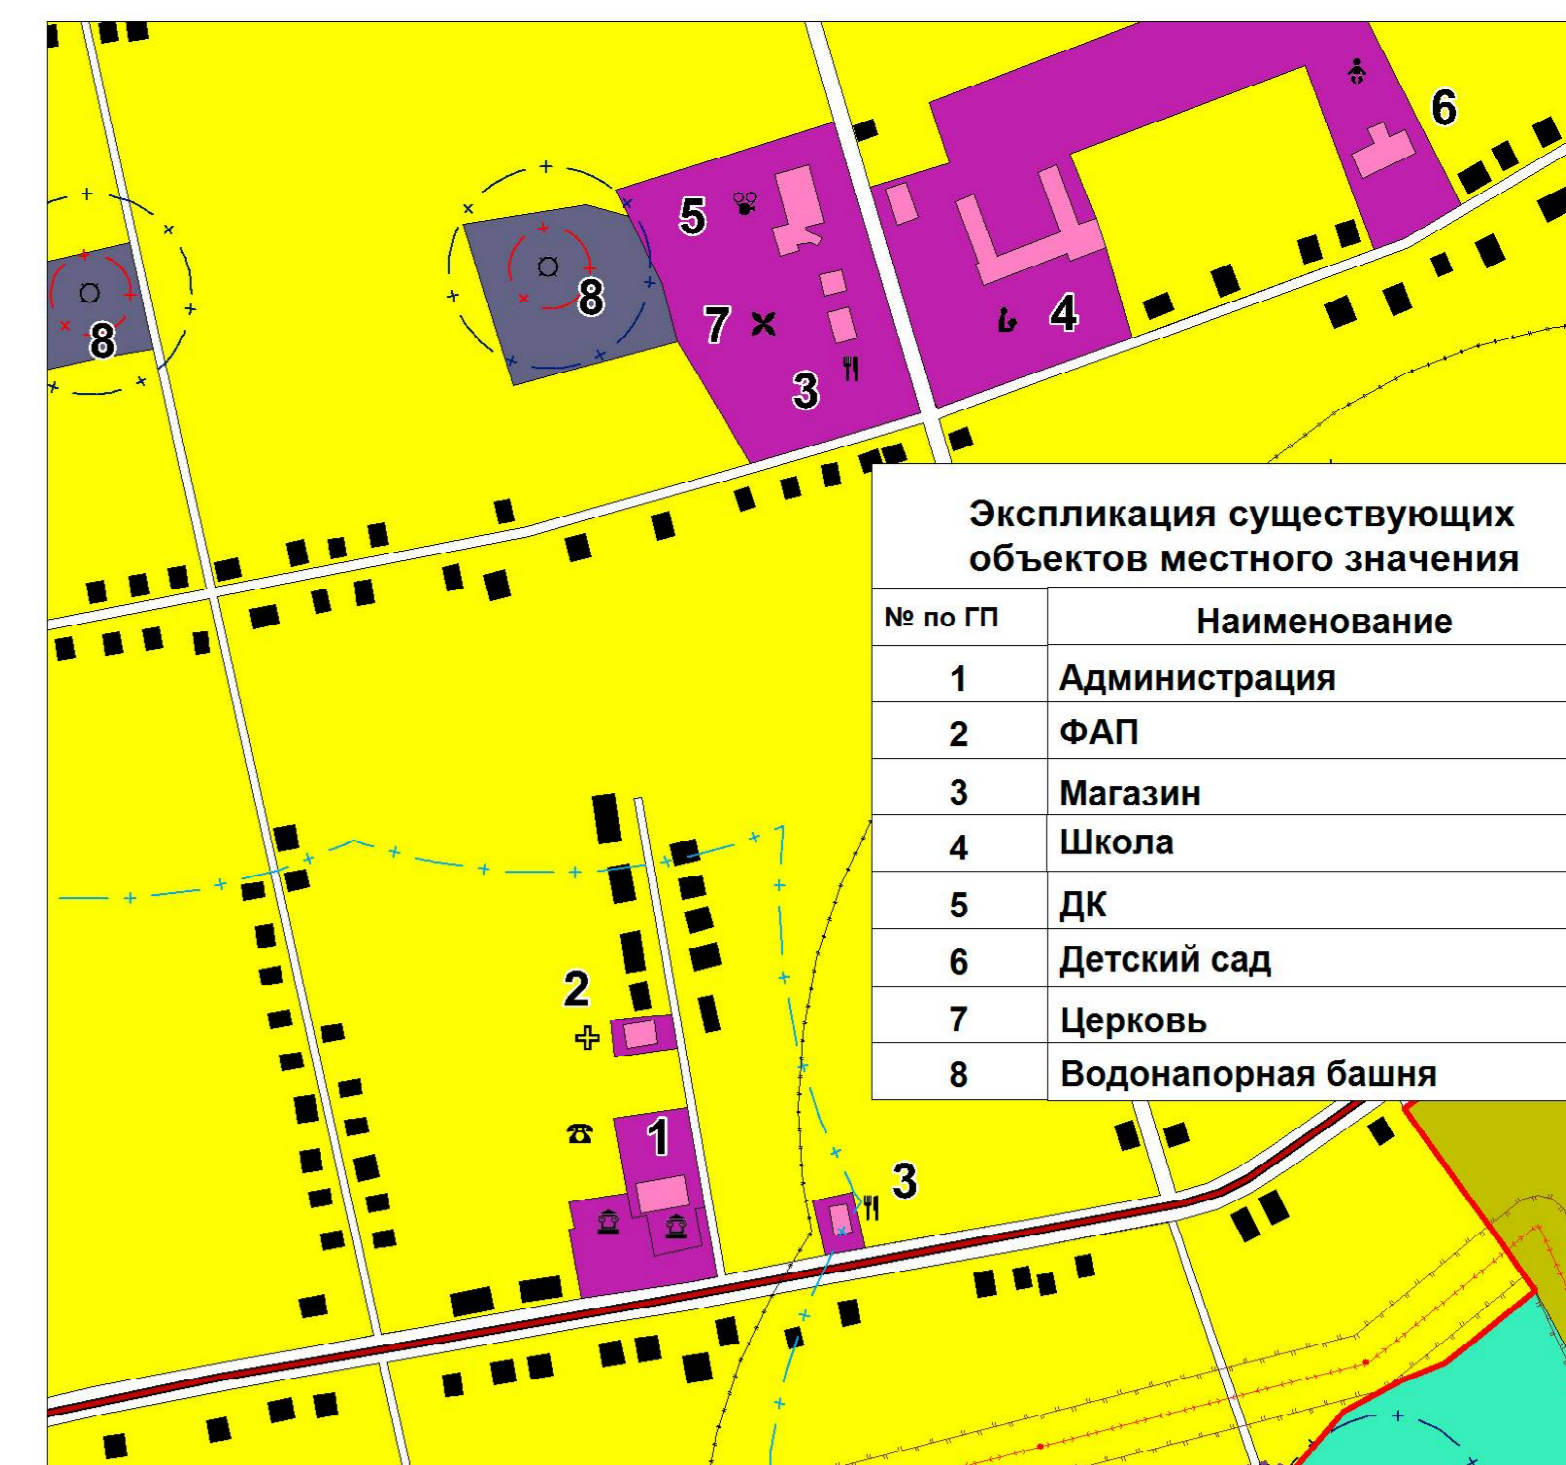 6
5
8
7
4
8
3
Экспликация существующих
объектов местного значения
№ по ГП Наименование
1 Администрация
2 ФАП
3 Магазин
4 Школа
5 ДК
6 Детский сад
7 Церковь
8 Водонапорная башня
2
1
3